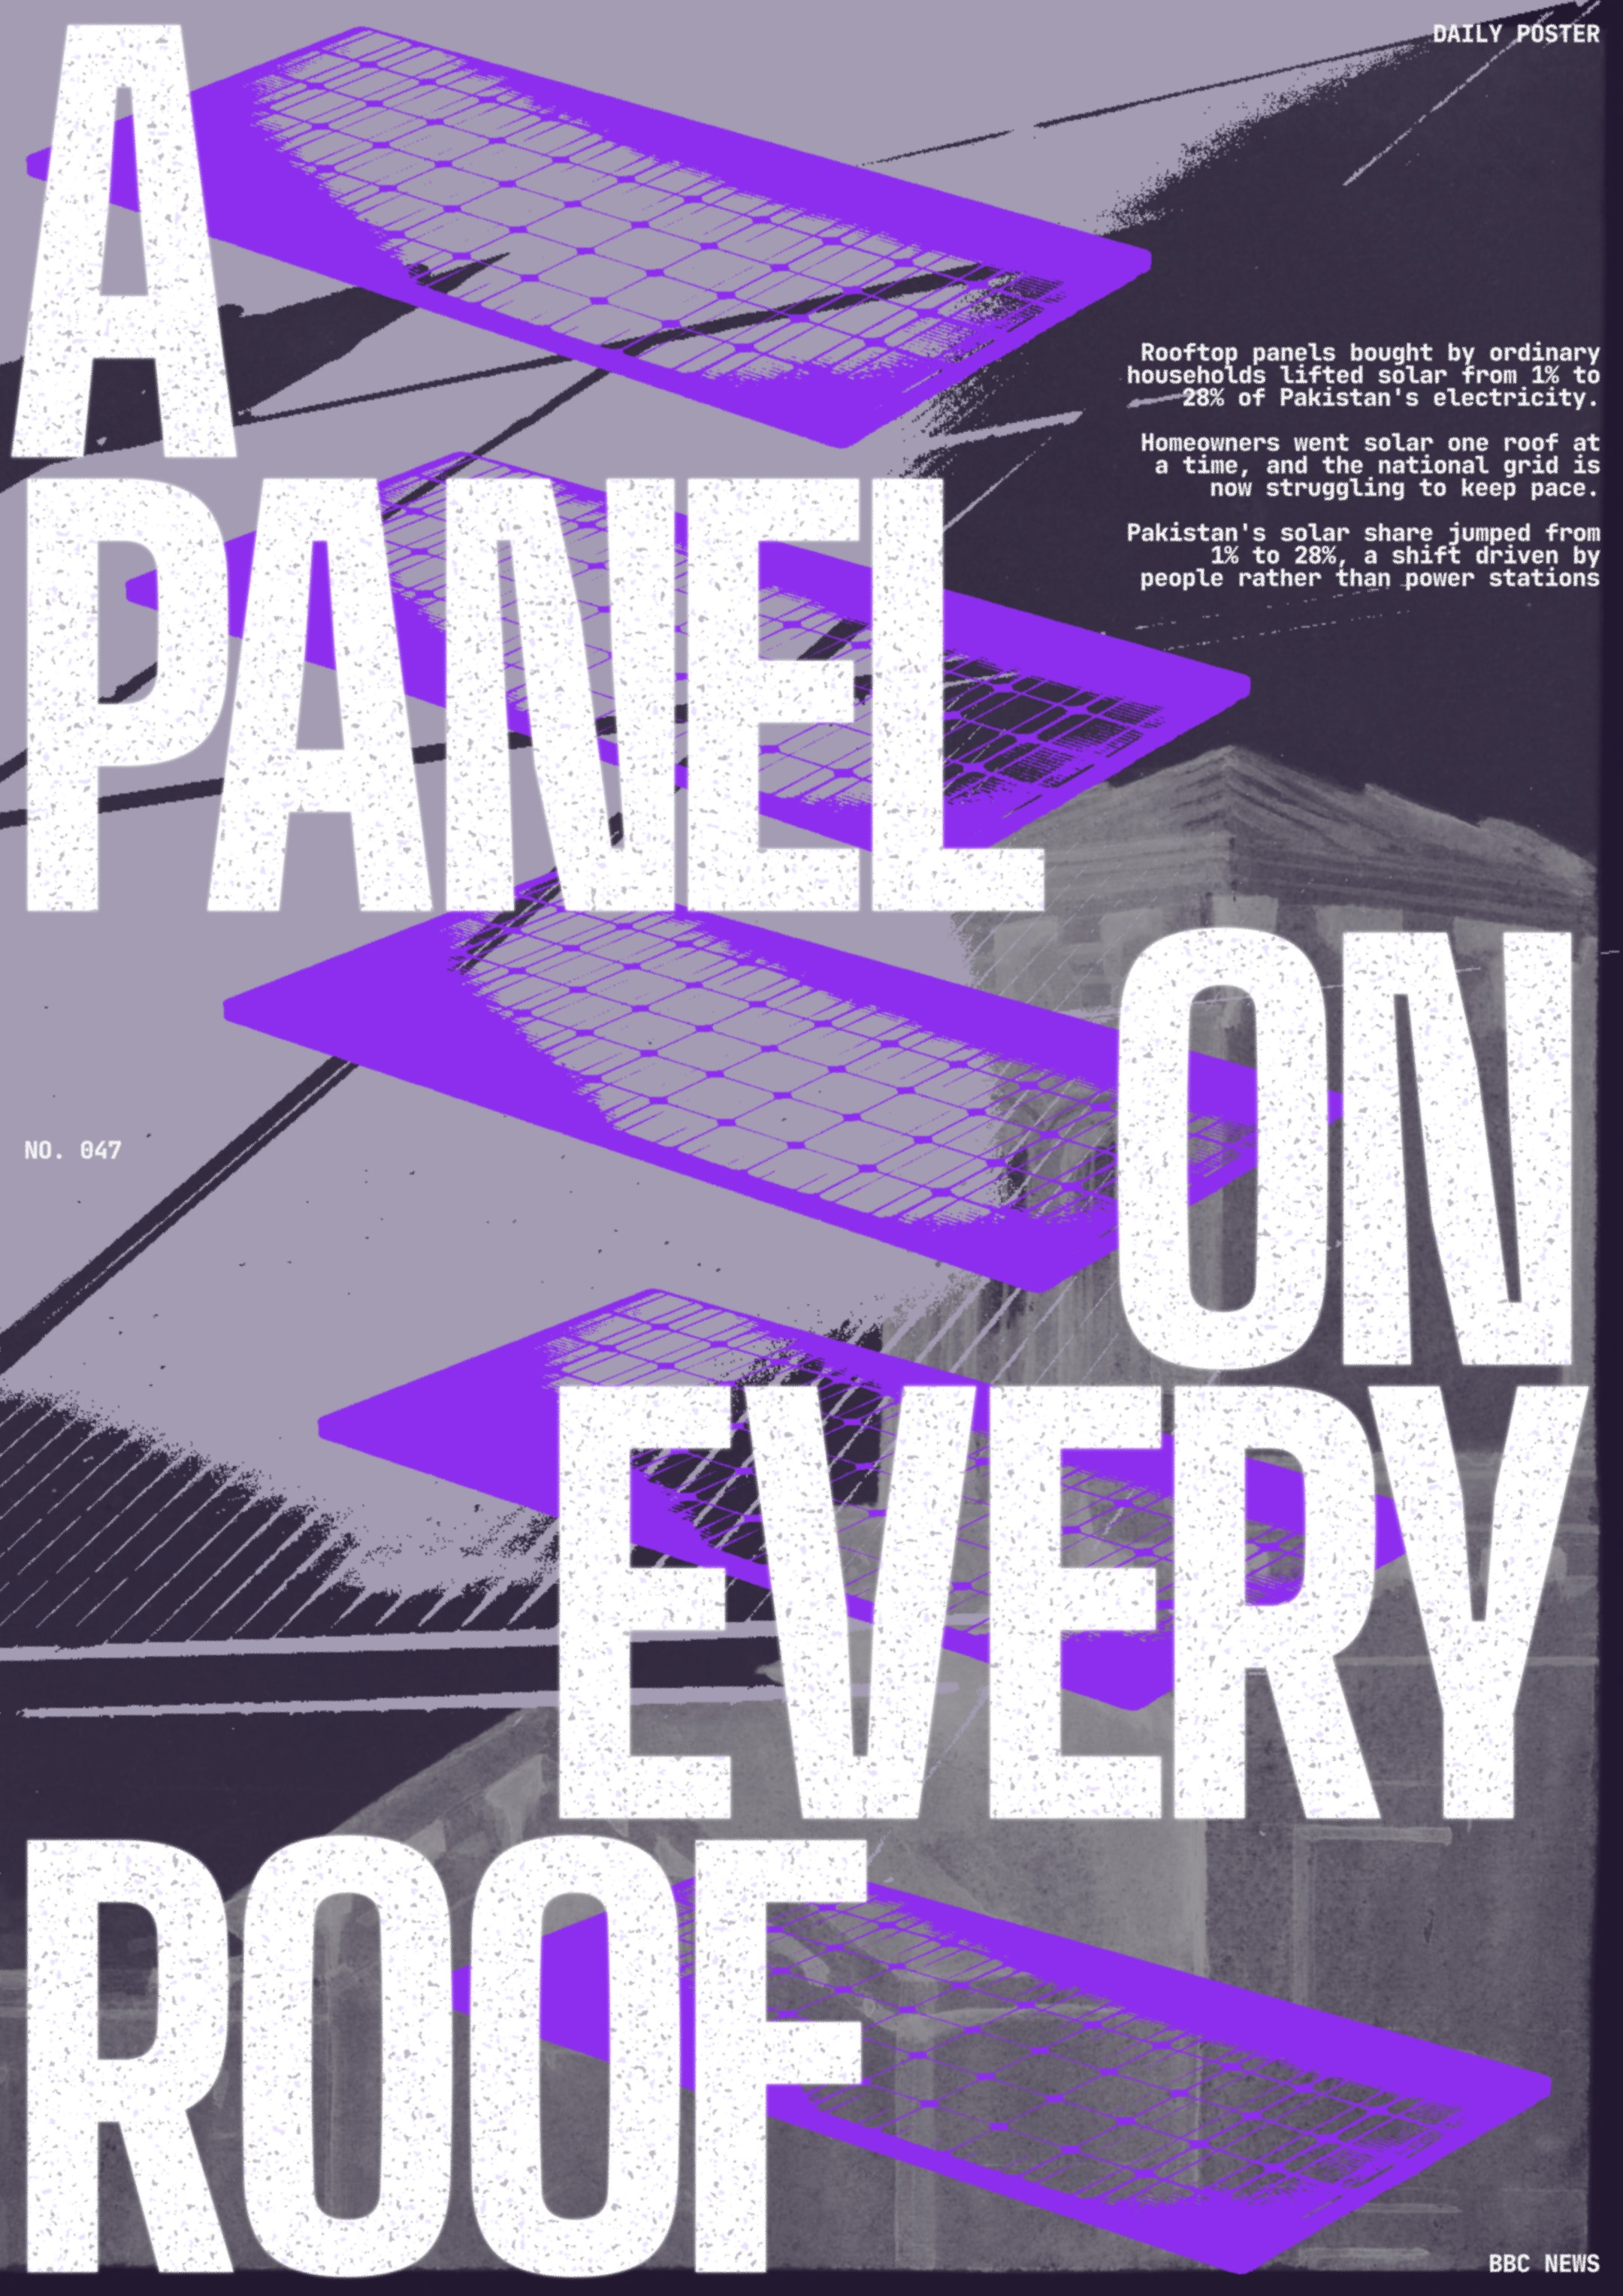 DAILY POSTER
A
Rooftop panels bought by ordinary
households lifted solar from 1% to
28% of Pakistan's electricity.
Homeowners went solar one roof at
a time, and the national grid is
now struggling to keep pace.
Pakistan's solar share jumped from
1% to 28%, a shift driven by
people rather than power stations
PANEL
ON
NO. 047
EVERY
ROOF
BBC NEWS